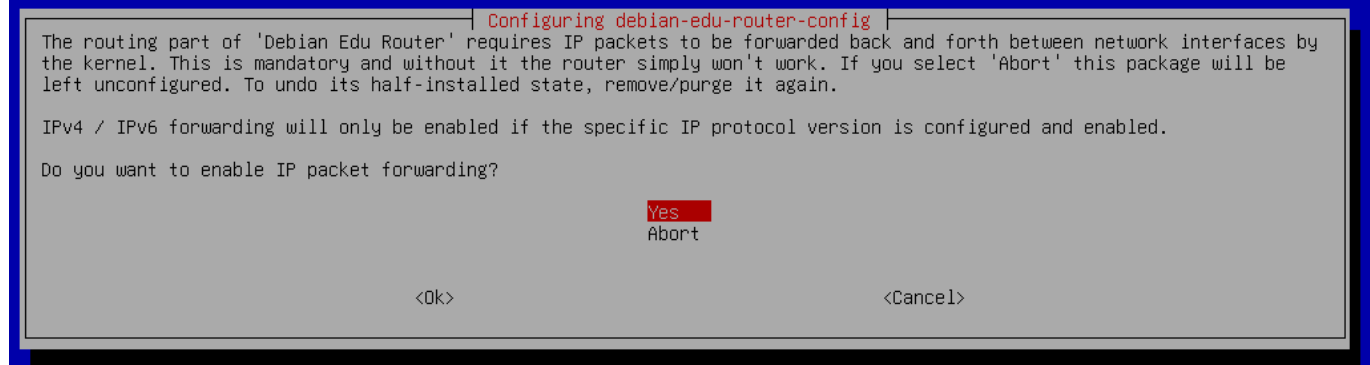 Configuring debian-edu-router-config
The routing part of 'Debian Edu Router' requires IP packets to be forwarded back and forth between network interfaces by
the kernel. This is mandatory and without it the router simply won't work. If you select 'Abort' this package will be
left unconfigured. To undo its half-installed state, remove/purge it again.
IPv4 / IPv6 forwarding will only be enabled if the specific IP protocol version is configured and enabled.
Do you want to enable IP packet forwarding?
Yes
Abort
<Ok> <Cancel>